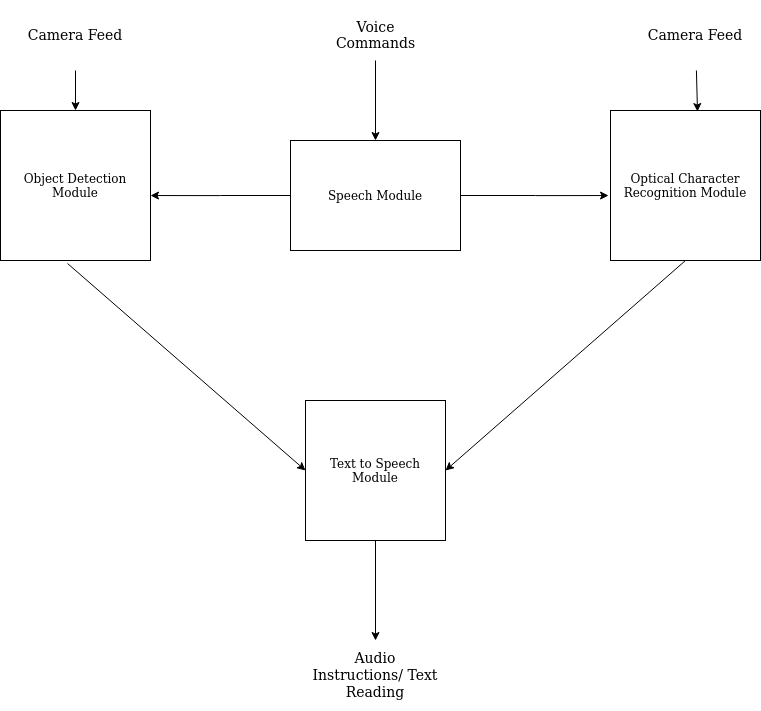 Camera Feed
Voice
Commands
Camera Feed
Object Detection
Module
Speech Module
Optical Character
Recognition Module
Text to Speech
Module
Audio
Instructions/ Text
Reading